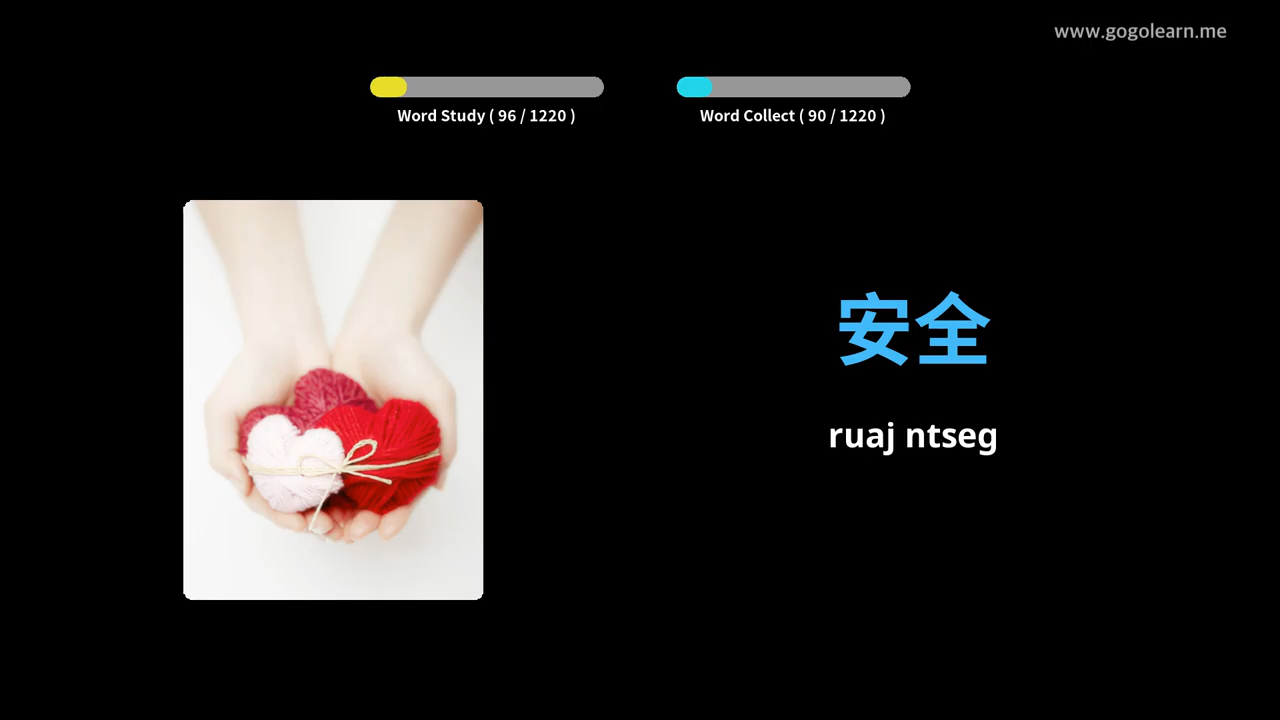 www.gogolearn.me
Word Study ( 96 / 1220 )
Word Collect ( 90 / 1220 )
安全
ruaj ntseg